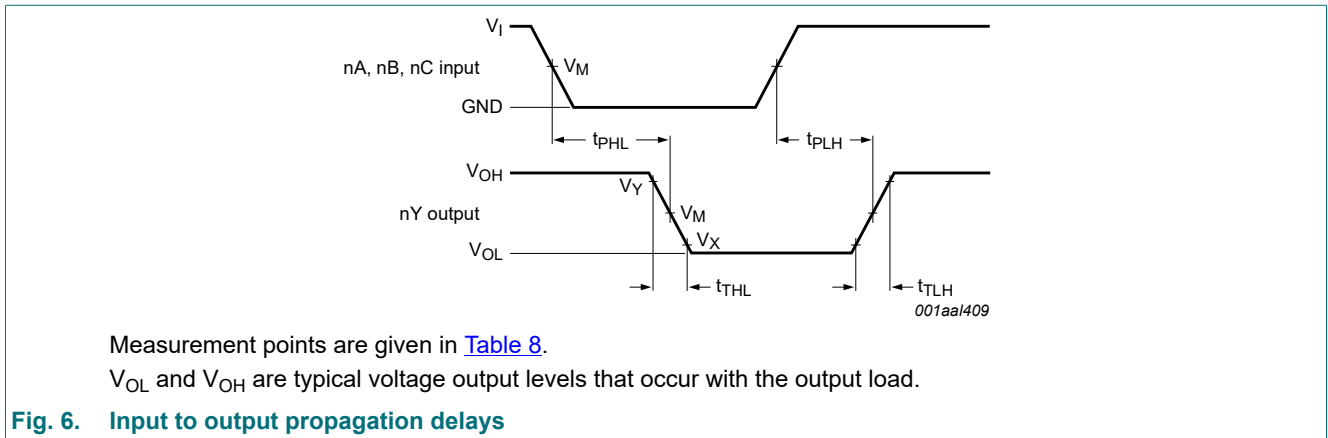 VI
nA, nB, nC input
VM
GND
tPHL
tPLH
VOH
VY
nY output
VM
VX
VOL
tTHL
tTLH
001aal409
Measurement points are given in Table 8.
VOL and VOH are typical voltage output levels that occur with the output load.
Fig. 6. Input to output propagation delays